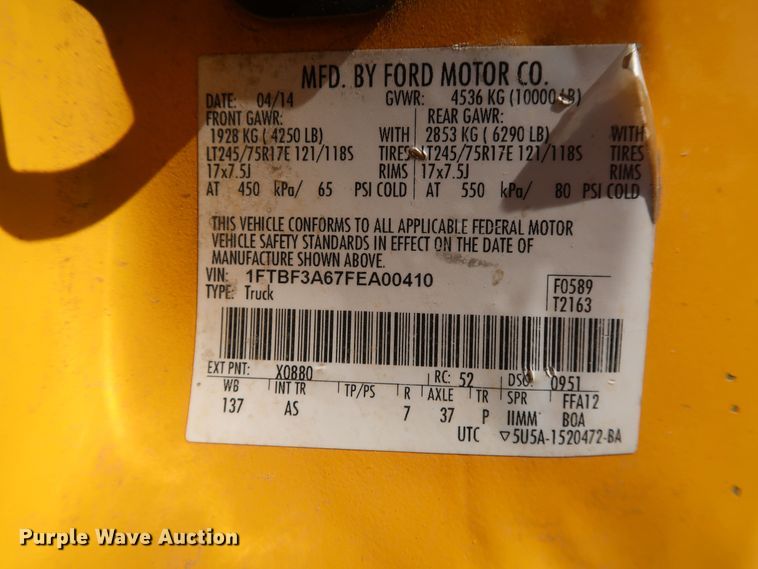 MFD. BY FORD MOTOR CO.
DATE: 04/14 GVWR: 4536 KG (10000 LB)
FRONT GAWR: REAR GAWR:
1928 KG ( 4250 LB) WITH 2853 KG ( 6290 LB) WITH
LT245/75R17E 121/118S TIRES LT245/75R17E 121/118S TIRES
17x7.5J RIMS 17x7.5J RIMS
AT 450 kPa/ 65 PSI COLD AT 550 kPa/ 80 PSI COLD
THIS VEHICLE CONFORMS TO ALL APPLICABLE FEDERAL MOTOR
VEHICLE SAFETY STANDARDS IN EFFECT ON THE DATE OF
MANUFACTURE SHOWN ABOVE.
VIN: 1FTBF3A67FEA00410 F0589
TYPE: Truck T2163
EXT PNT: XO880 RC: 52 DSO: 0951
WB INT TR TP/PS R AXLE TR SPR FFA12
137 AS 7 37 P IIMM BOA
UTC ▽5U5A-1520472-BA
Purple Wave Auction